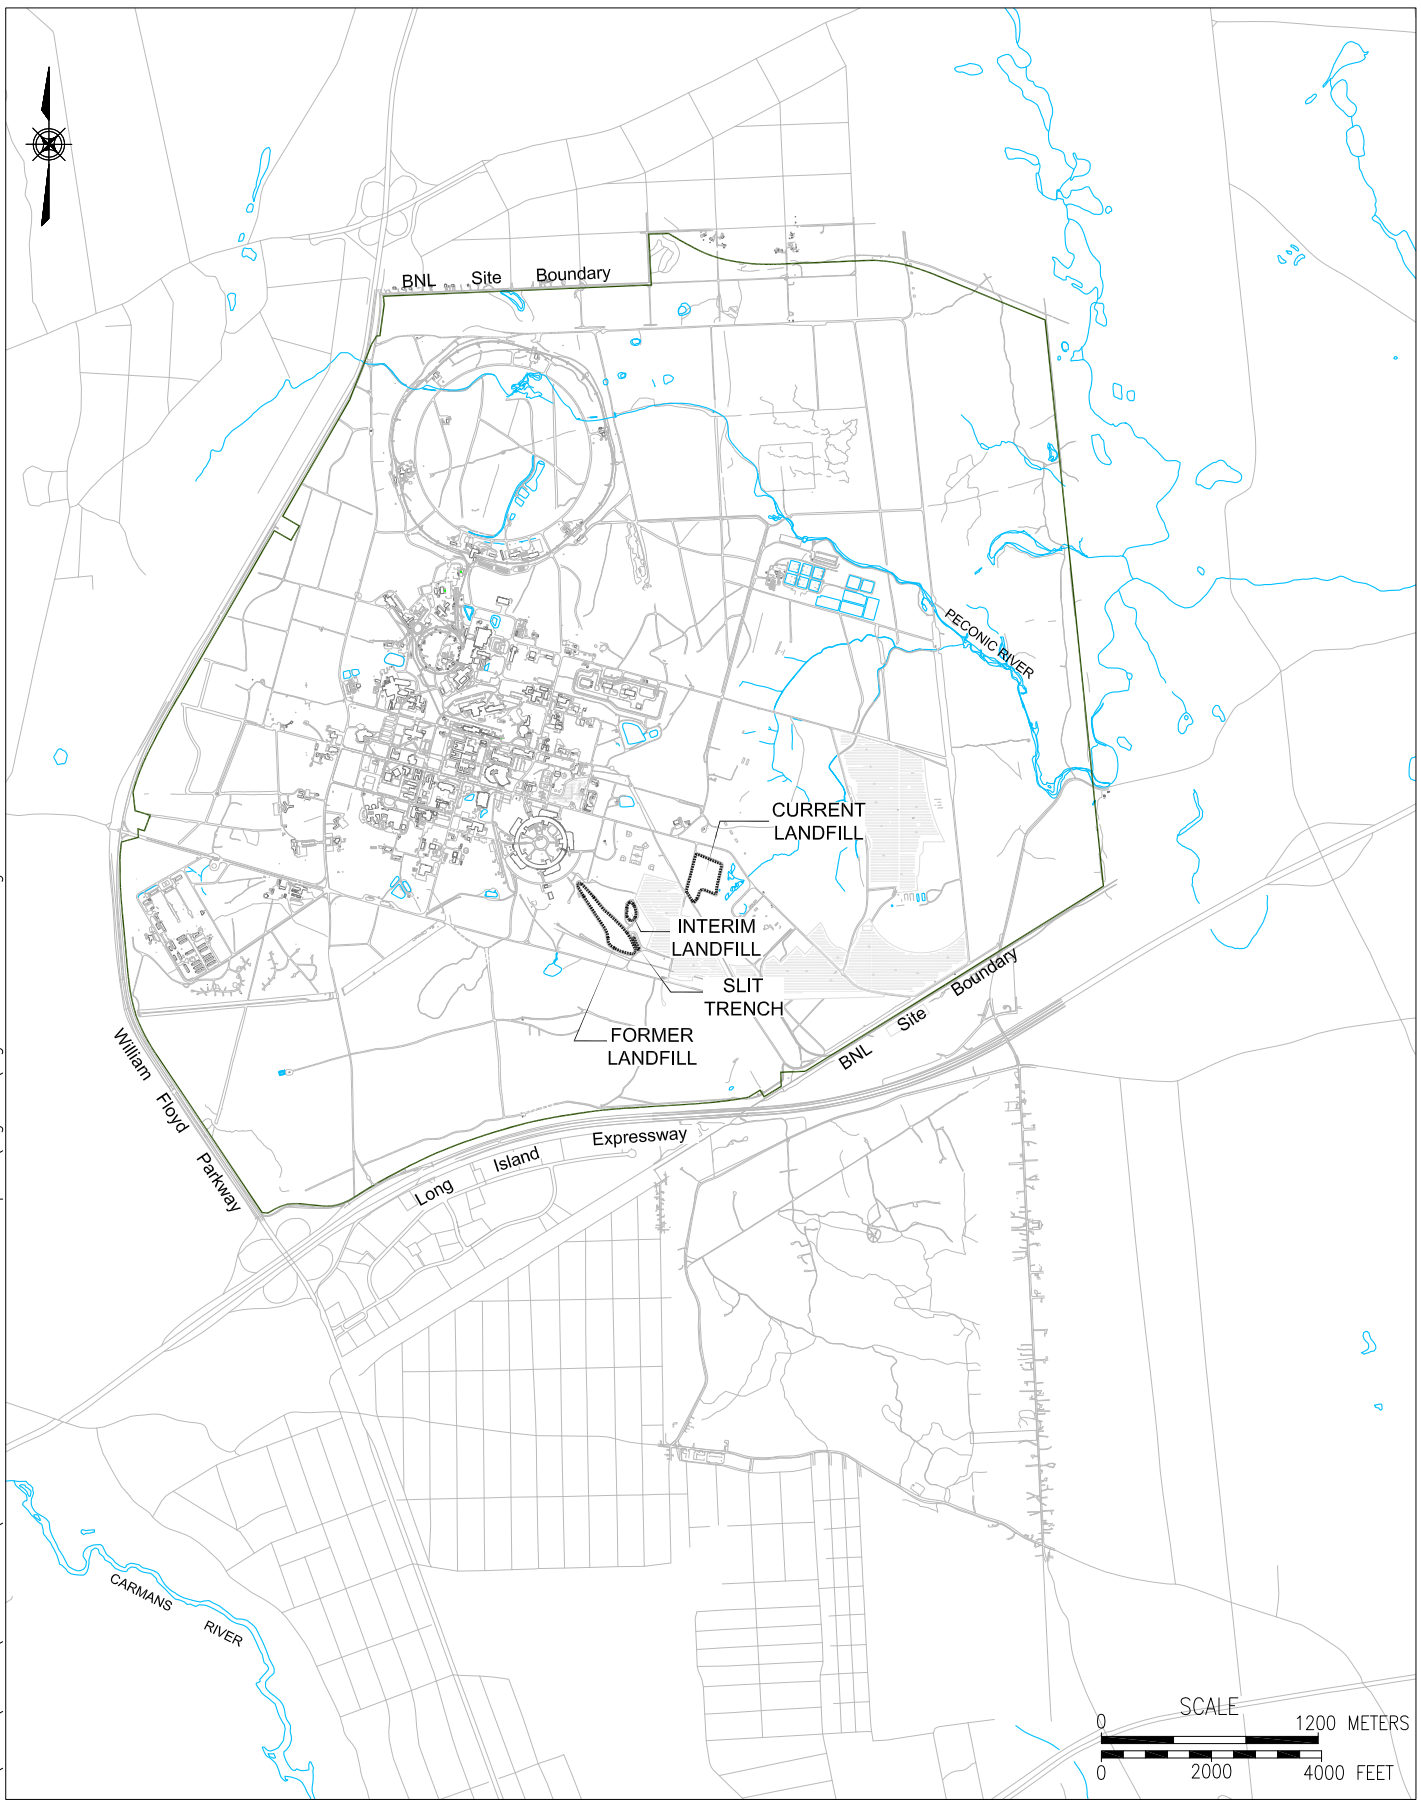 BNL Site Boundary
PECONIC RIVER
CURRENT
LANDFILL
INTERIM
LANDFILL
SLIT
TRENCH
FORMER
LANDFILL
BNL Site Boundary
William Floyd Parkway
Long Island Expressway
CARMANS RIVER
SCALE
0 1200 METERS
0 2000 4000 FEET